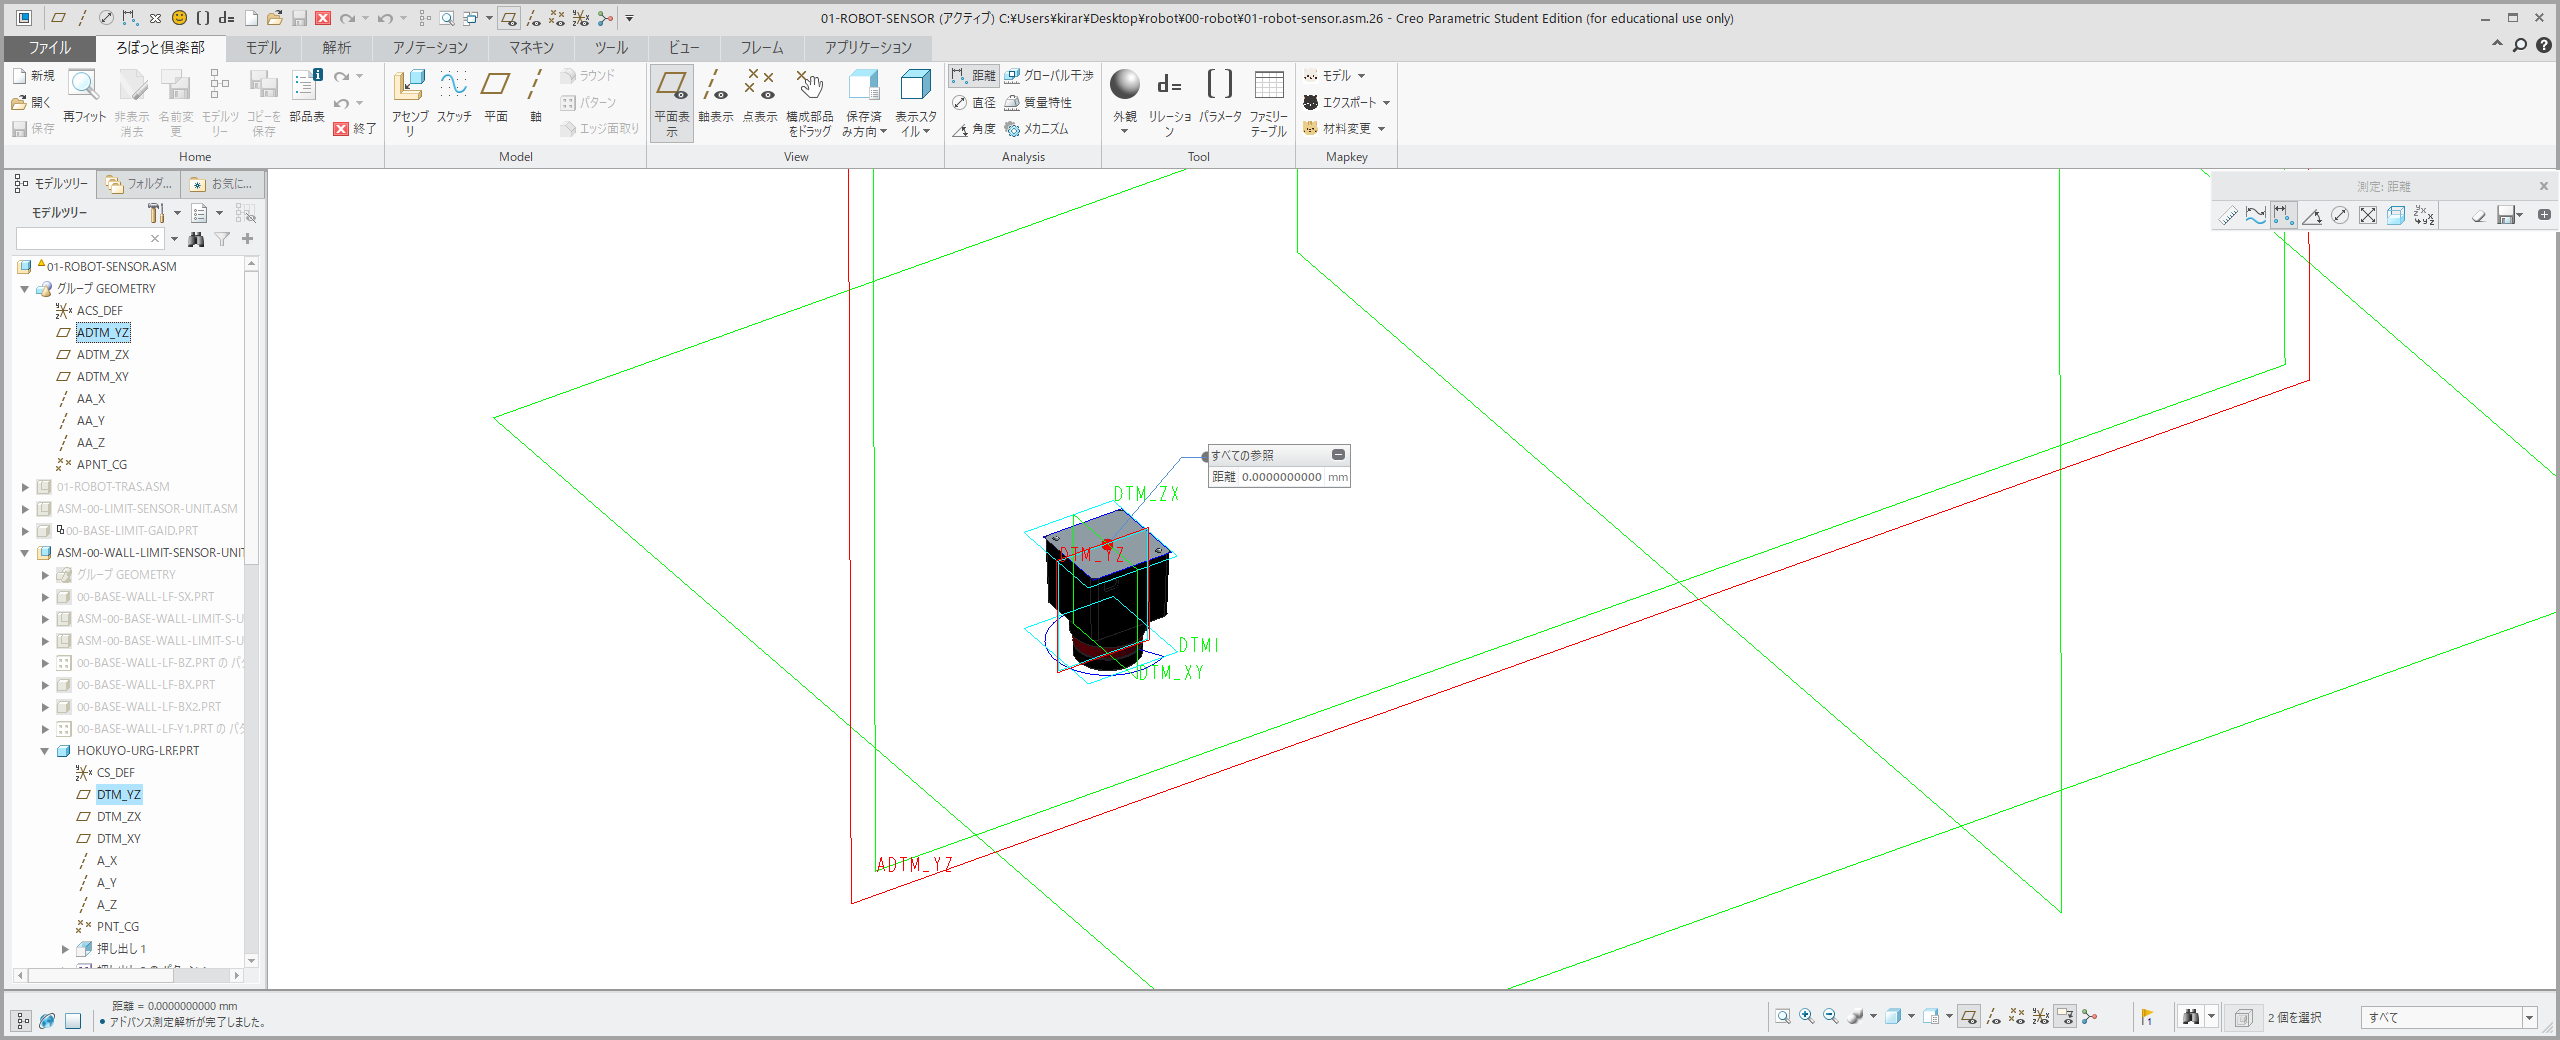 01-ROBOT-SENSOR (アクティブ) C:¥Users¥kirar¥Desktop¥robot¥00-robot¥01-robot-sensor.asm.26 - Creo Parametric Student Edition (for educational use only)
ファイル ろぼっと倶楽部 モデル 解析 アノテーション マネキン ツール ビュー フレーム アプリケーション
新規
開く
保存
再フィット
非表示
消去
名前変
更
モデルツ
リー
コピーを
保存
部品表
終了
アセンブ
リ
スケッチ
平面
軸
ラウンド
パターン
エッジ面取り
平面表
示
軸表示
点表示
構成部品
をドラッグ
保存済
み方向
表示スタ
イル
距離
直径
角度
グローバル干渉
質量特性
メカニズム
外観
d=
リレーショ
ン
パラメータ
ファミリー
テーブル
モデル
エクスポート
材料変更
Home Model View Analysis Tool Mapkey
モデルツリー フォルダ... お気に...
モデルツリー
01-ROBOT-SENSOR.ASM
グループ GEOMETRY
ACS_DEF
ADTM_YZ
ADTM_ZX
ADTM_XY
AA_X
AA_Y
AA_Z
APNT_CG
01-ROBOT-TRAS.ASM
ASM-00-LIMIT-SENSOR-UNIT.ASM
00-BASE-LIMIT-GAID.PRT
ASM-00-WALL-LIMIT-SENSOR-UNIT
グループ GEOMETRY
00-BASE-WALL-LF-SX.PRT
ASM-00-BASE-WALL-LIMIT-S-U
ASM-00-BASE-WALL-LIMIT-S-U
00-BASE-WALL-LF-BZ.PRT の パ
00-BASE-WALL-LF-BX.PRT
00-BASE-WALL-LF-BX2.PRT
00-BASE-WALL-LF-Y1.PRT の パ
HOKUYO-URG-LRF.PRT
CS_DEF
DTM_YZ
DTM_ZX
DTM_XY
A_X
A_Y
A_Z
PNT_CG
押し出し 1
測定: 距離
すべての参照
距離 0.0000000000 mm
DTM_ZX
DTM_YZ
DTM1
DTM_XY
ADTM_YZ
距離 = 0.0000000000 mm
アドバンス測定解析が完了しました。
2 個を選択
すべて